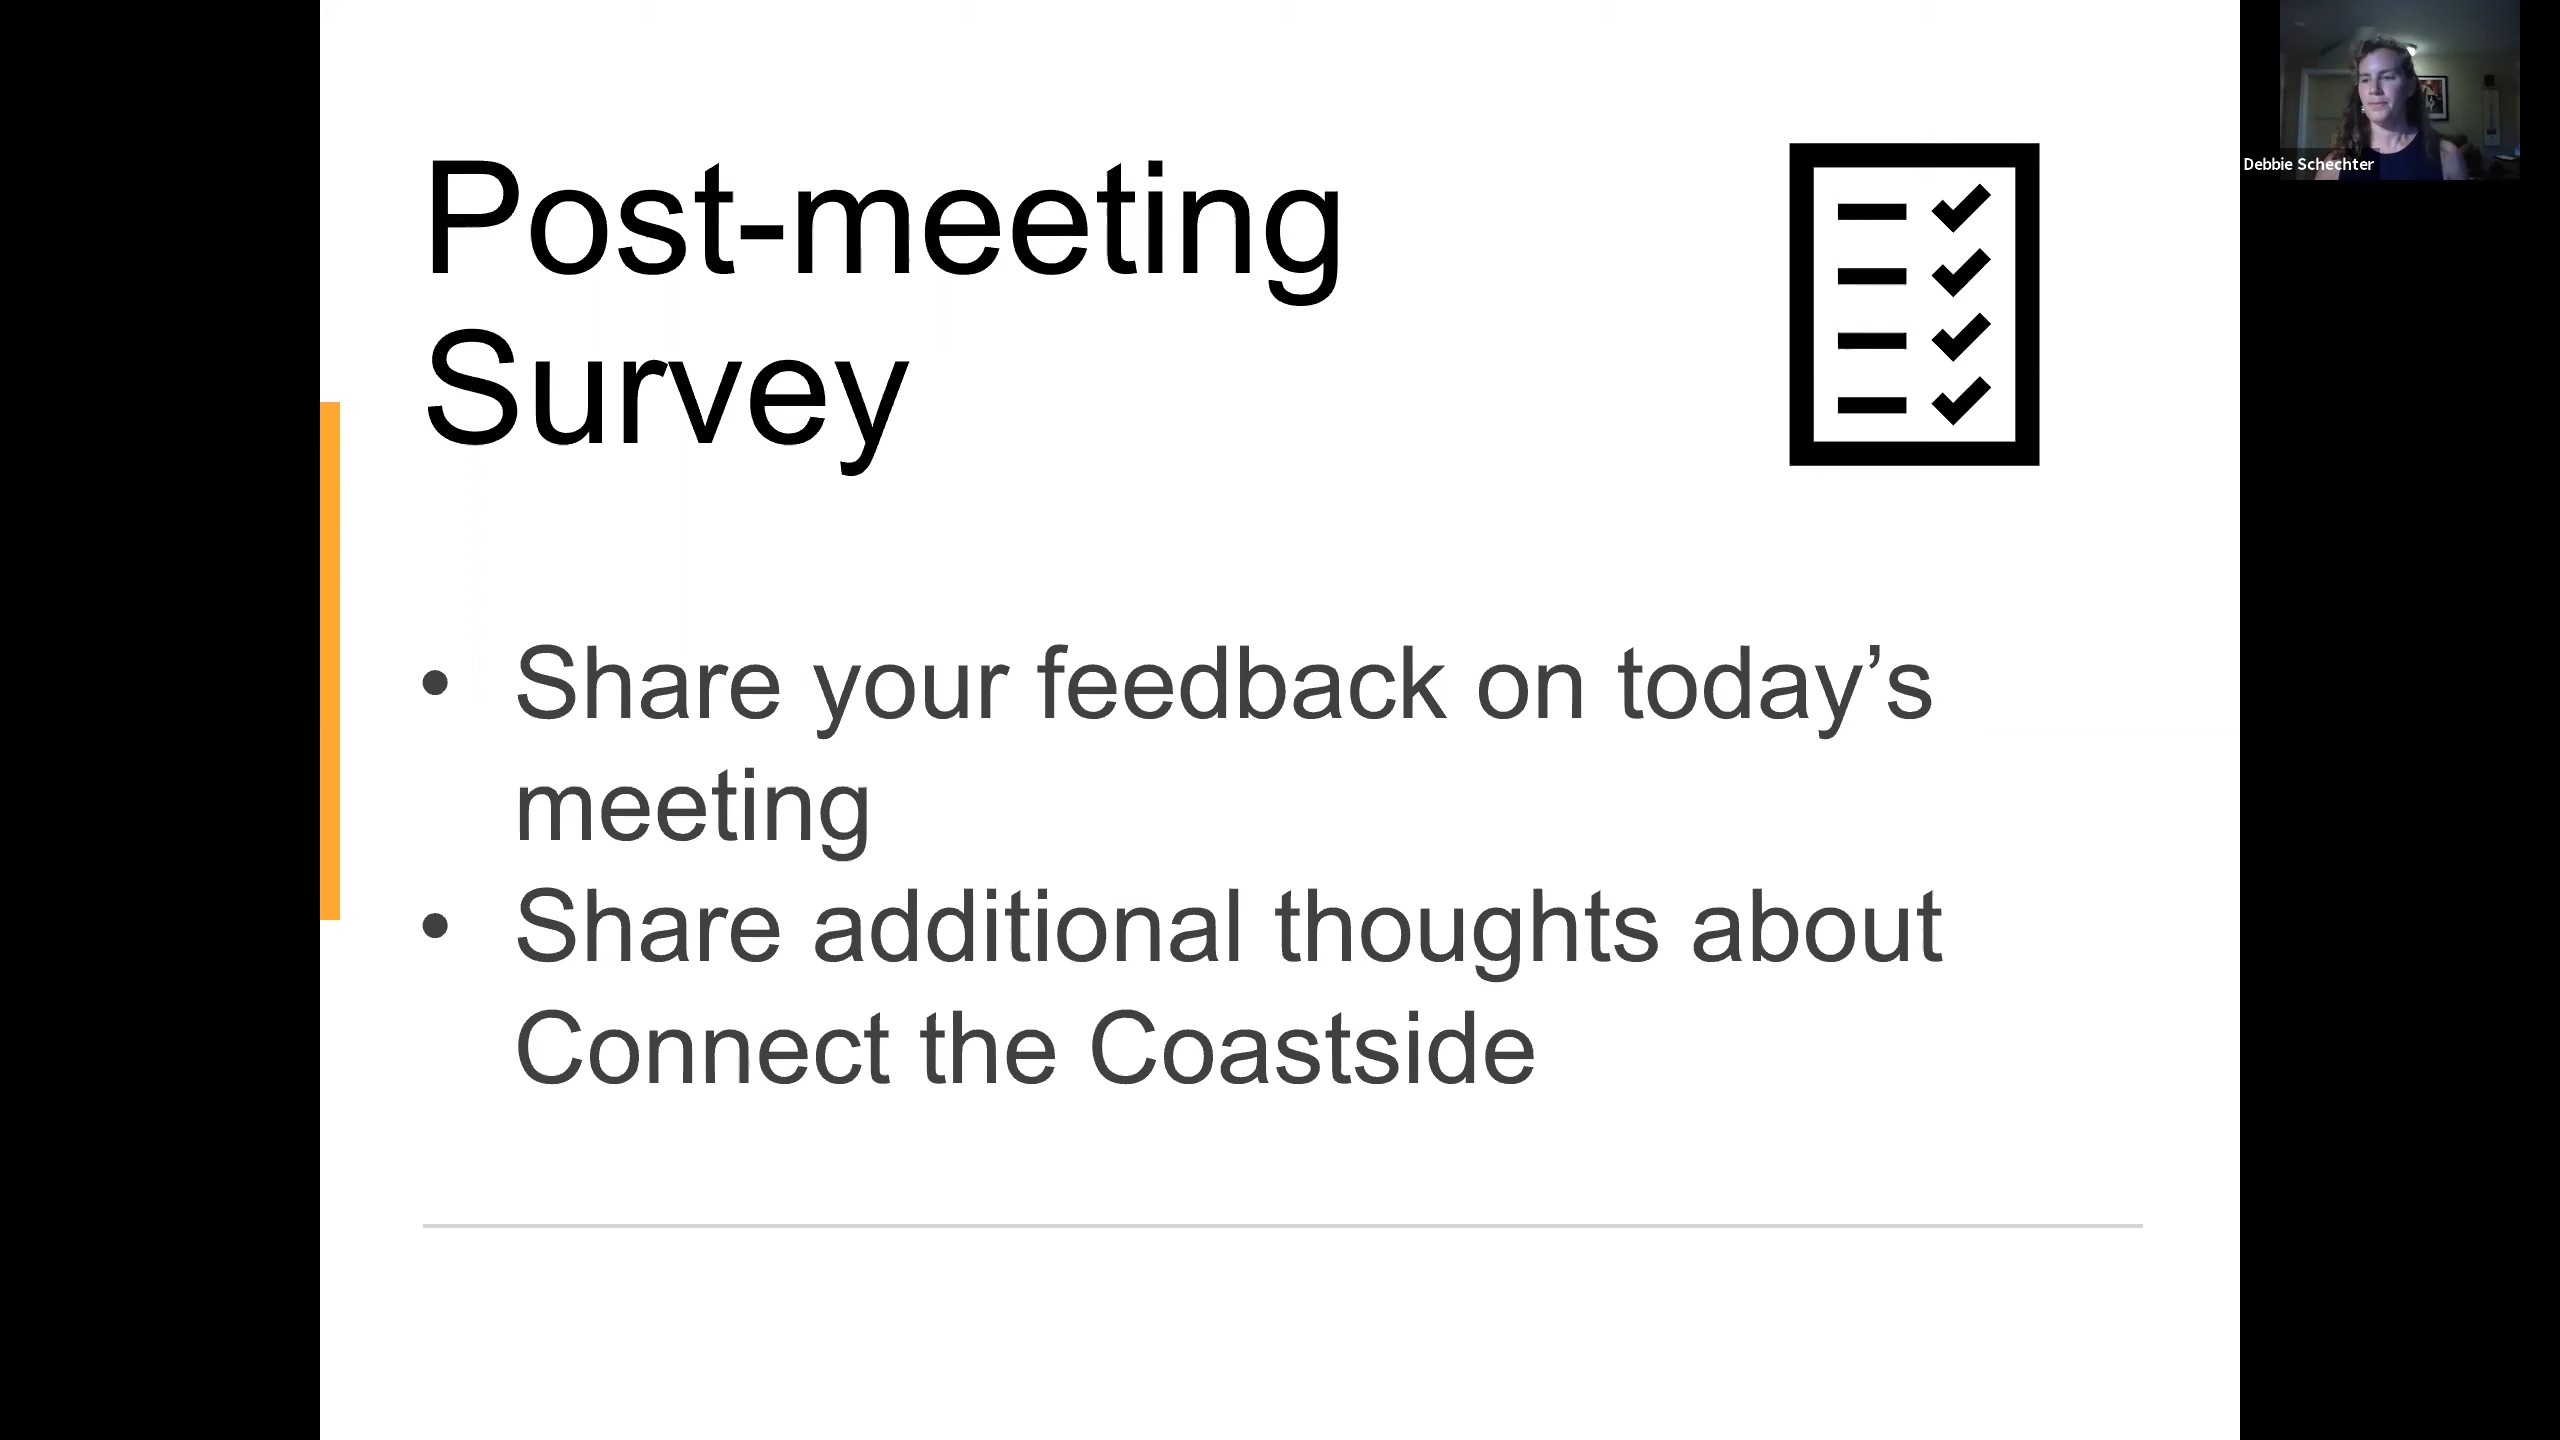 Post-meeting
Survey
• Share your feedback on today’s
meeting
• Share additional thoughts about
Connect the Coastside
Debbie Schechter